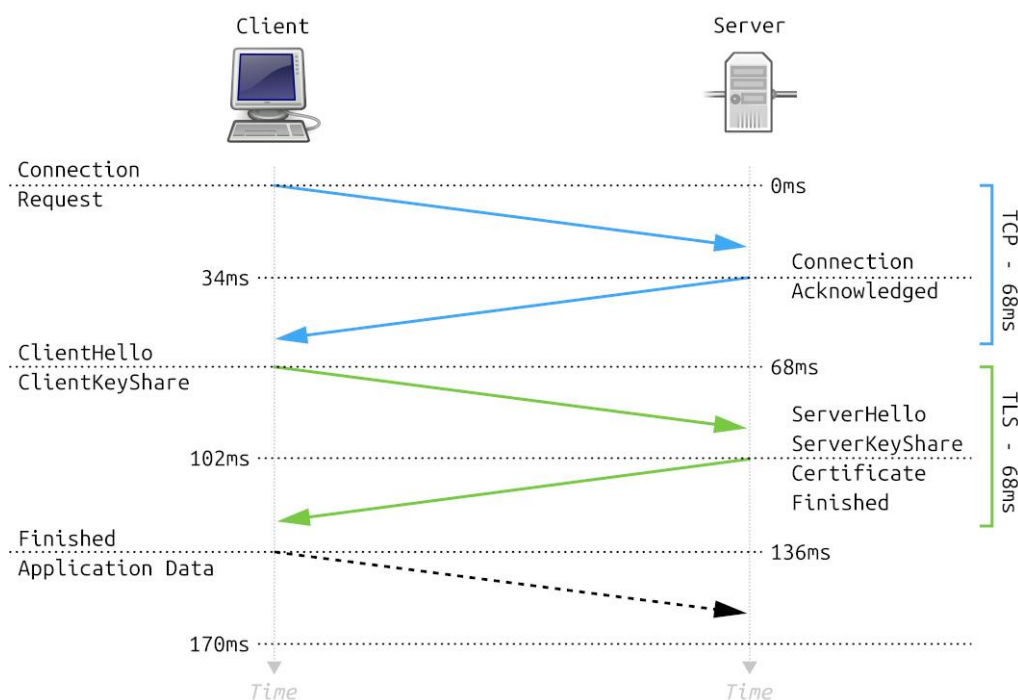 Client
Server
Connection
Request
0ms
34ms
Connection
Acknowledged
TCP - 68ms
ClientHello
ClientKeyShare
68ms
102ms
ServerHello
ServerKeyShare
Certificate
Finished
TLS - 68ms
Finished
Application Data
136ms
170ms
Time
Time